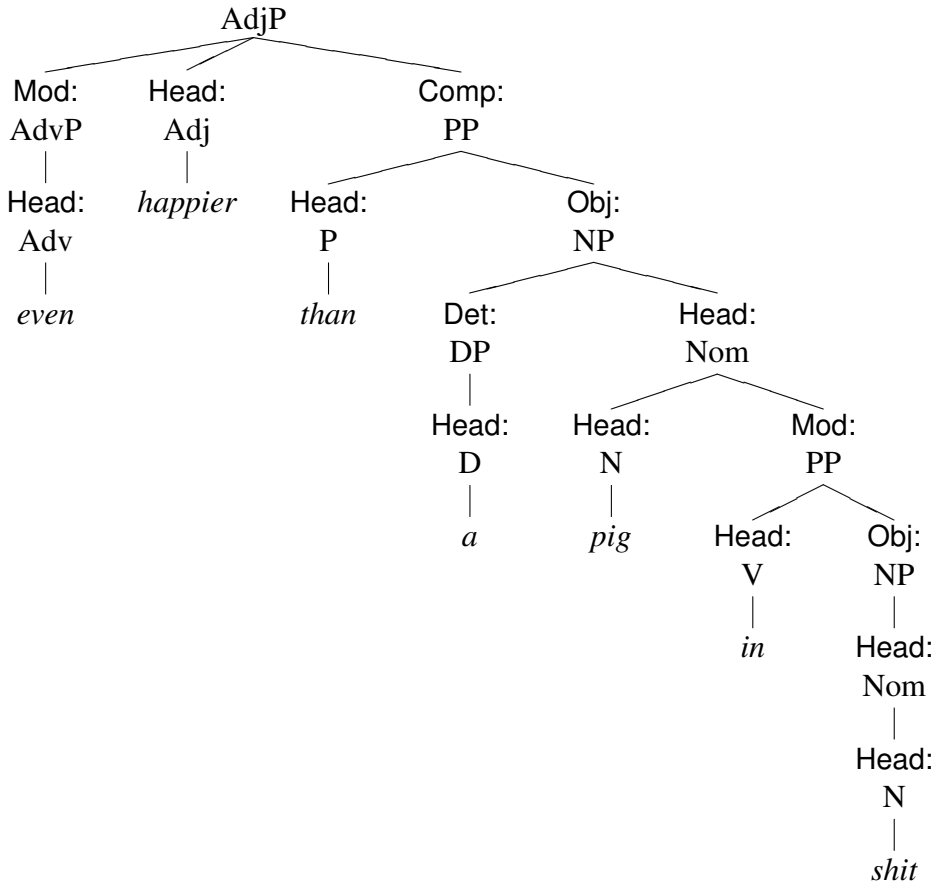 AdjP
Mod: Head: Comp:
AdvP Adj PP
Head: happier Head: Obj:
Adv P NP
even than Det: Head:
DP Nom
Head: Head: Mod:
D N PP
a pig Head: Obj:
V NP
in Head:
Nom
Head:
N
shit